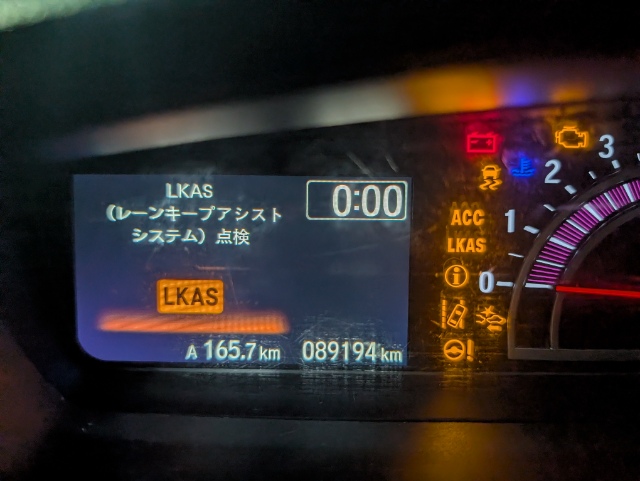 LKAS
(レーンキープアシスト
システム) 点検
0:00
LKAS
A 165.7 km 089194 km
3
2
1
0
ACC
LKAS